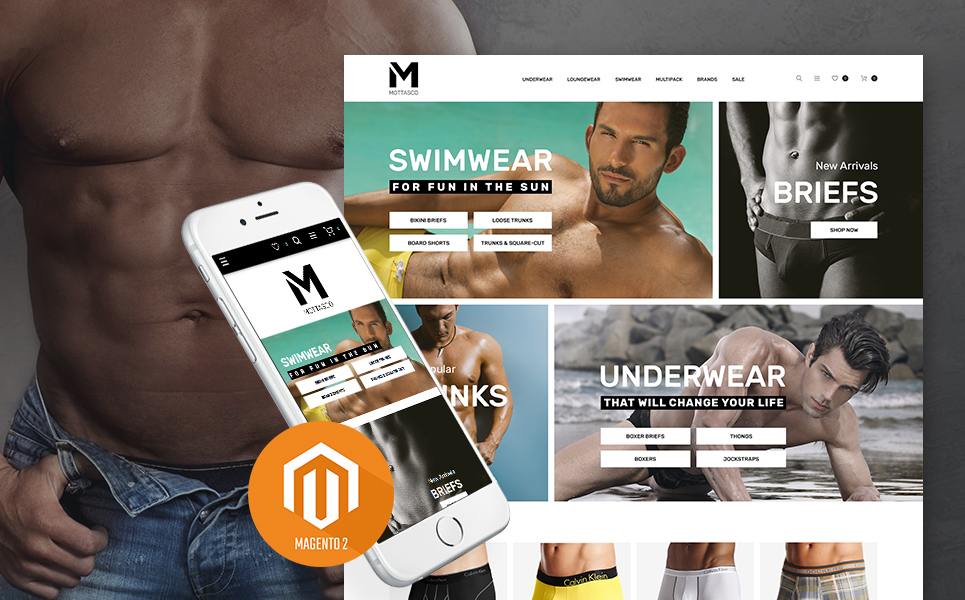 M
MOTTASCO
UNDERWEAR LOUNGEWEAR SWIMWEAR MULTIPACK BRANDS SALE
0 0
SWIMWEAR
FOR FUN IN THE SUN
BIKINI BRIEFS LOOSE TRUNKS
BOARD SHORTS TRUNKS & SQUARE-CUT
New Arrivals
BRIEFS
SHOP NOW
pular
NKS
UNDERWEAR
THAT WILL CHANGE YOUR LIFE
BOXER BRIEFS THONGS
BOXERS JOCKSTRAPS
Calvin Klein
M
MOTTASCO
SWIMWEAR
FOR FUN IN THE SUN
New Arrivals
BRIEFS
MAGENTO 2